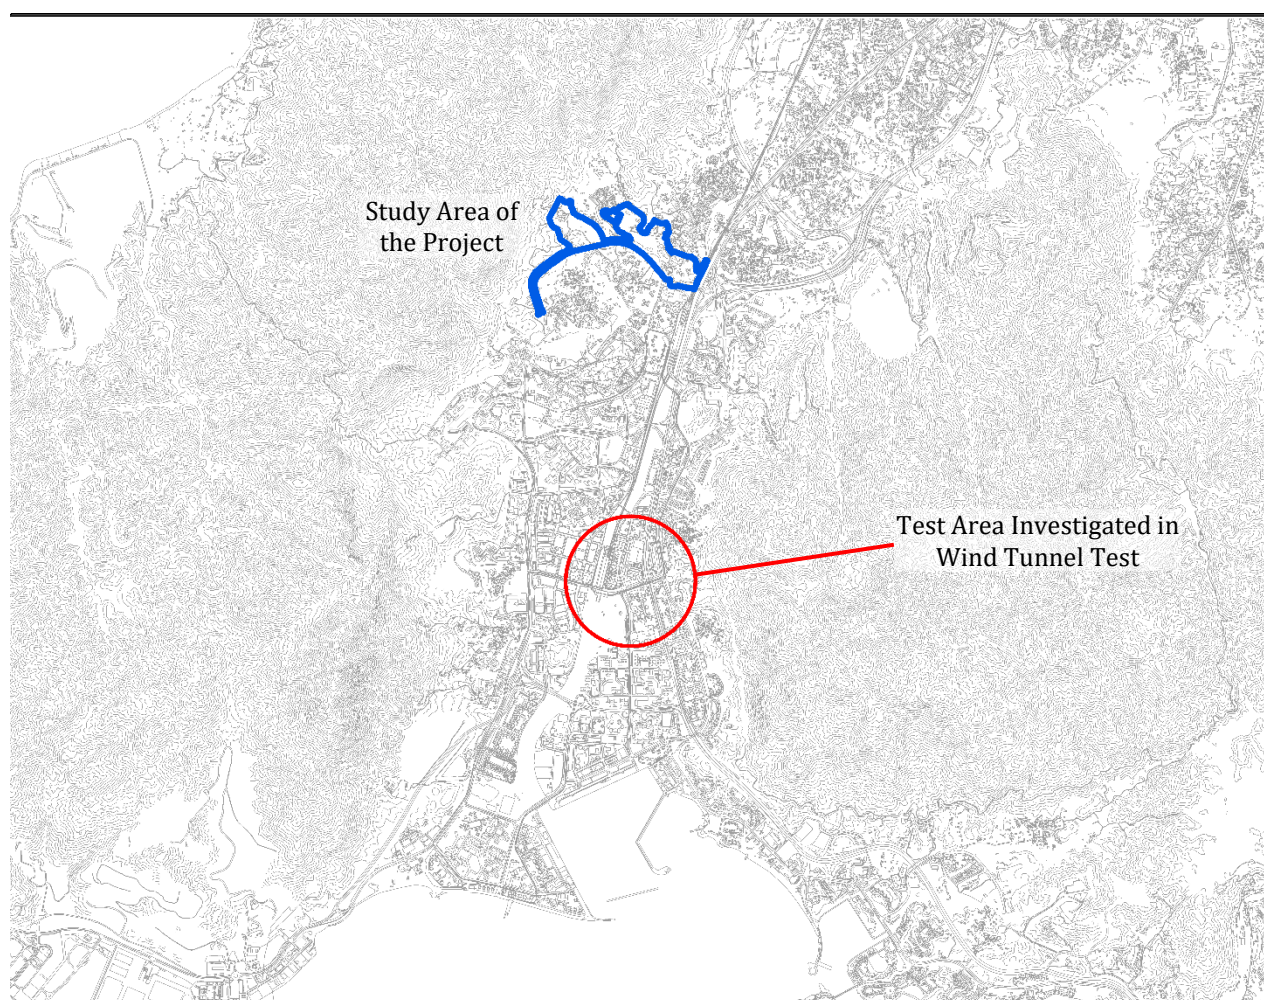 Study Area of
the Project
Test Area Investigated in
Wind Tunnel Test